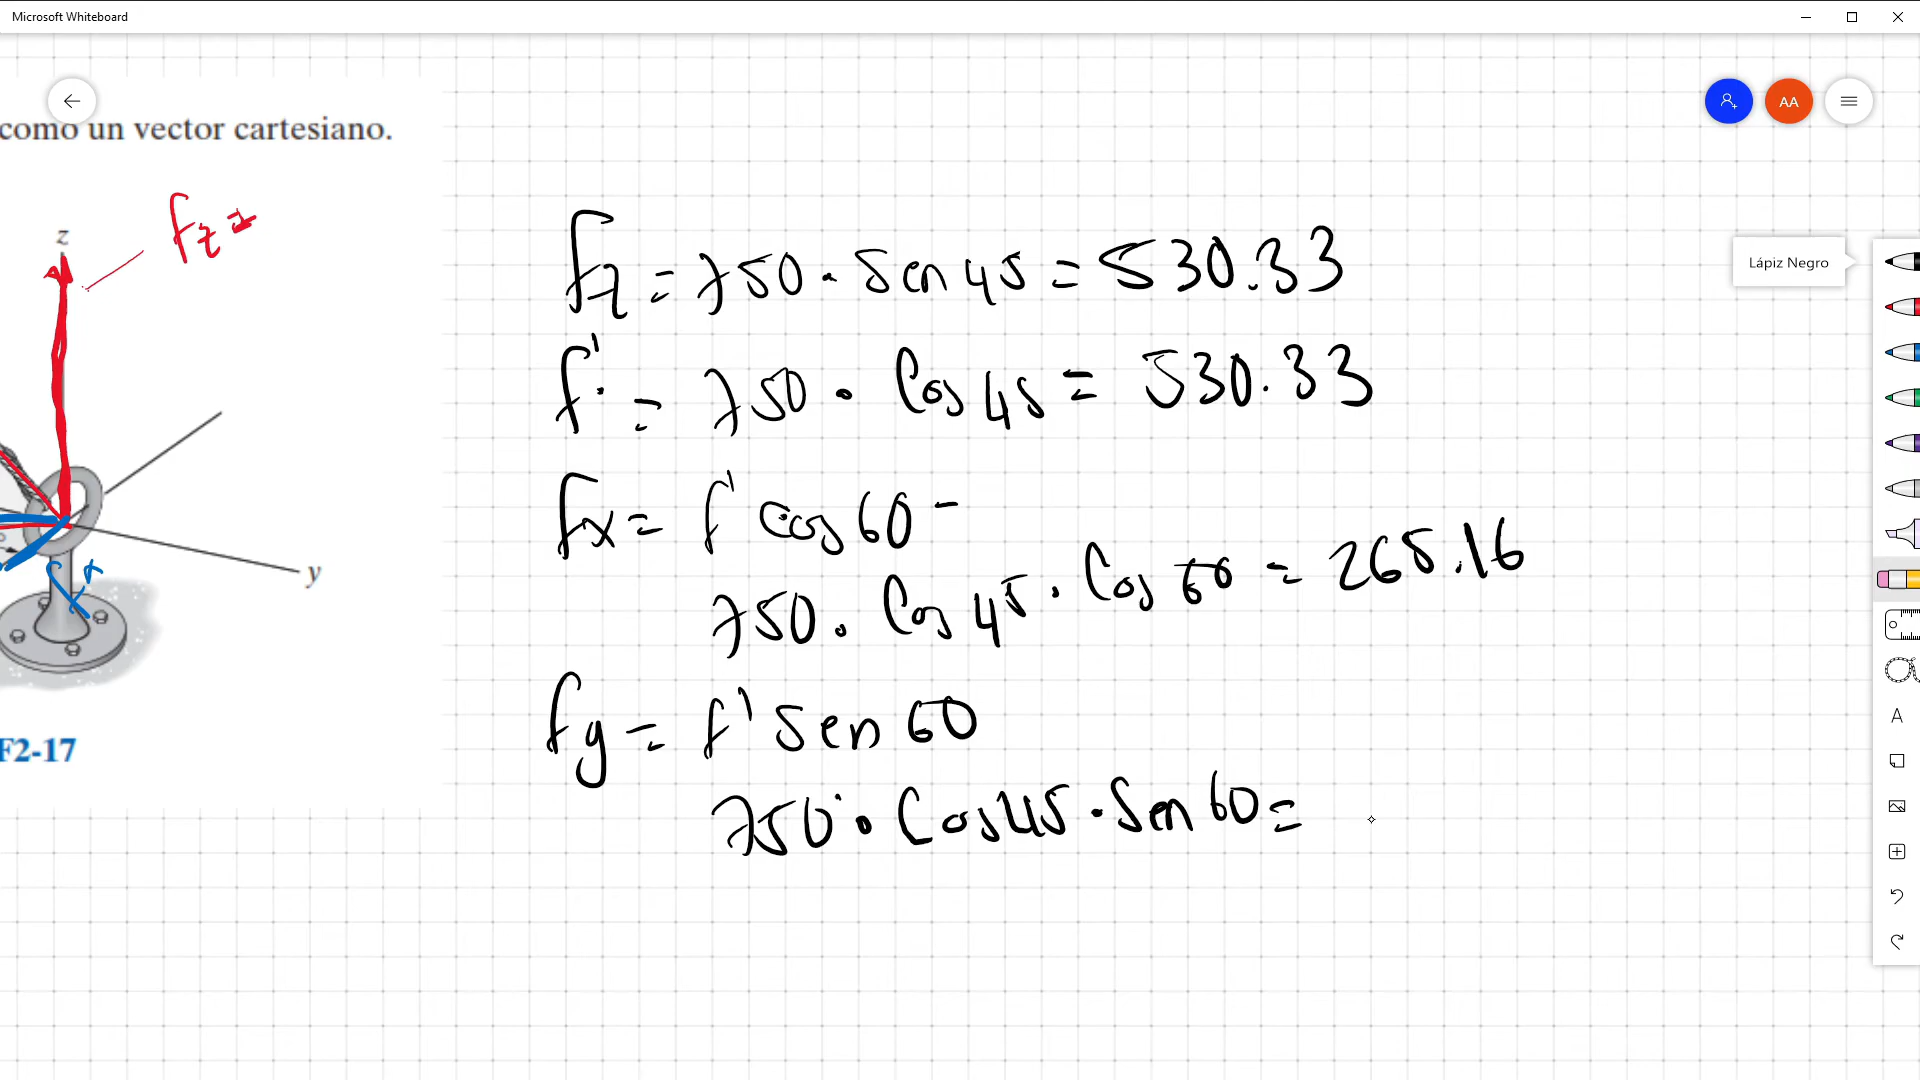 Microsoft Whiteboard
como un vector cartesiano.
fz =
z
y
F2-17
fz = 750 · Sen 45 = 530.33
f' = 750 · Cos 45 = 530.33
fx = f' cos 60 -
750 · Cos 45 · Cos 60 = 265.16
fy = f' Sen 60
750 · Cos 45 · Sen 60 =
AA
Lápiz Negro
A